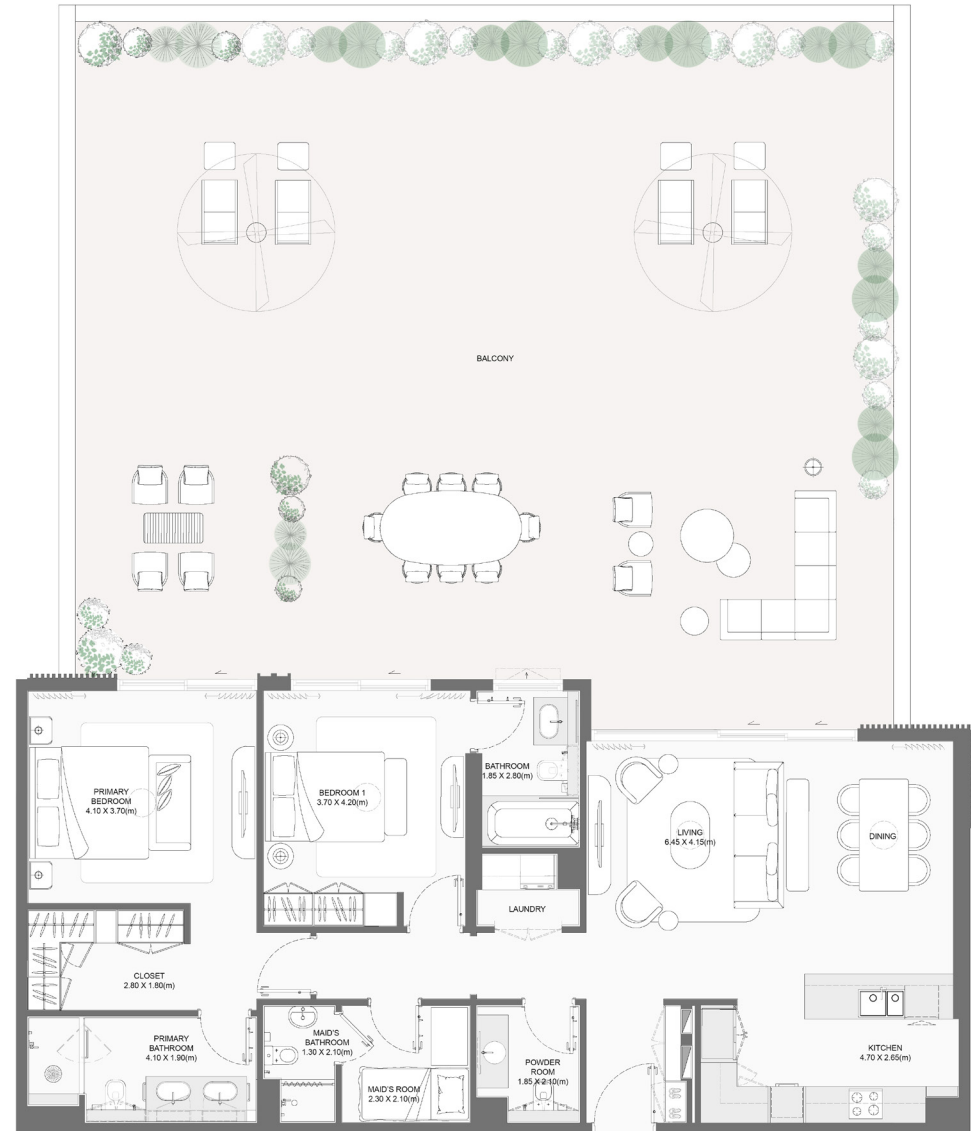 BALCONY
PRIMARY
BEDROOM
4.10 X 3.70(m)
BEDROOM 1
3.70 X 4.20(m)
BATHROOM
1.85 X 2.80(m)
LIVING
6.45 X 4.15(m)
DINING
LAUNDRY
CLOSET
2.80 X 1.80(m)
PRIMARY
BATHROOM
4.10 X 1.90(m)
MAID'S
BATHROOM
1.30 X 2.10(m)
MAID'S ROOM
2.30 X 2.10(m)
POWDER
ROOM
1.85 X 2.10(m)
KITCHEN
4.70 X 2.65(m)